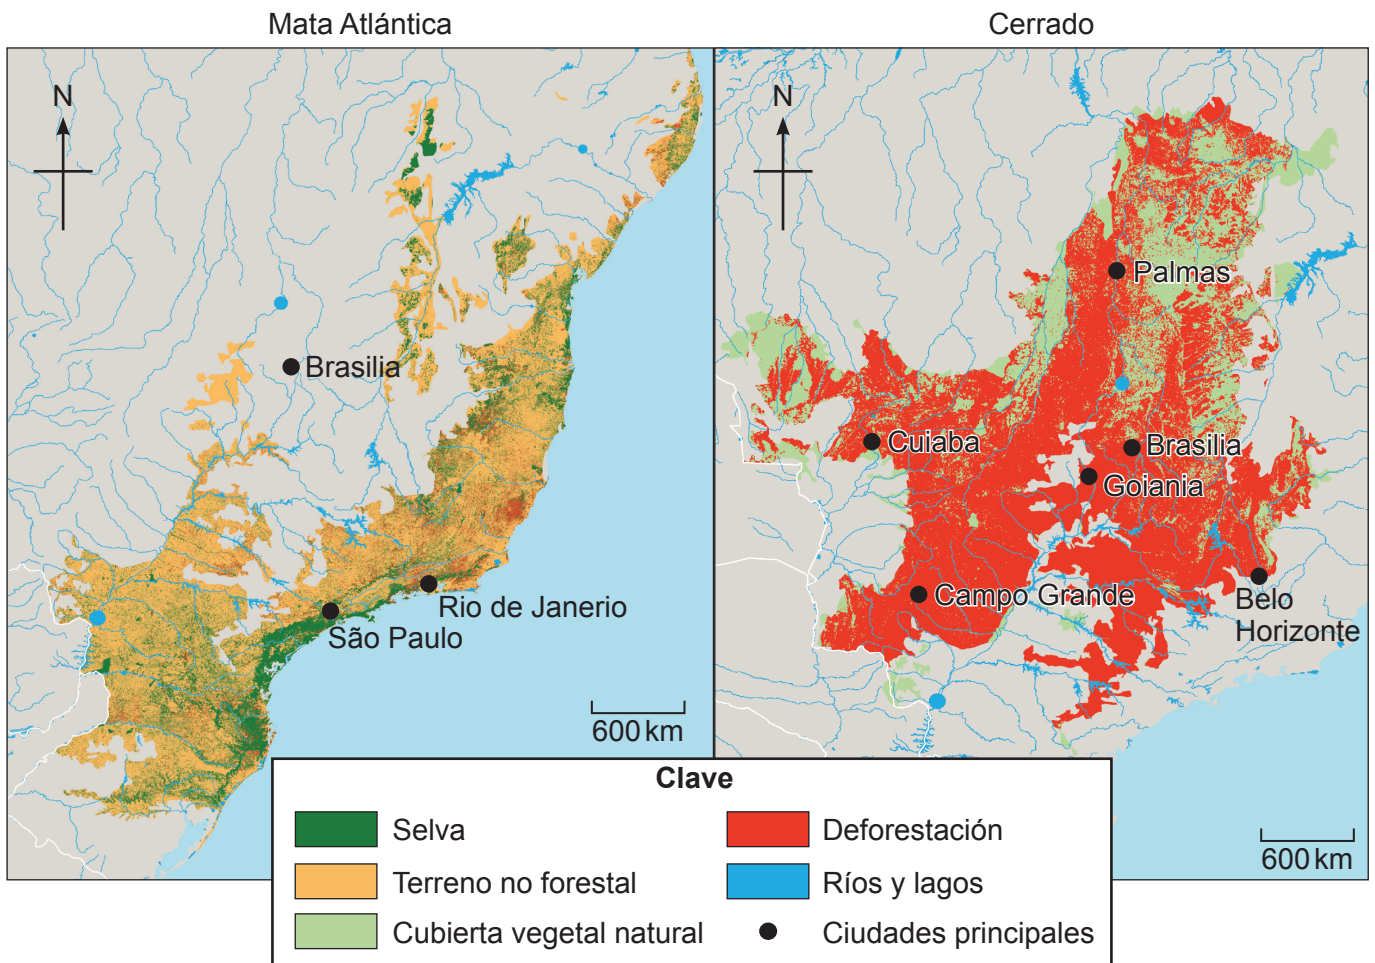 Mata Atlántica
Cerrado
N
Brasilia
Rio de Janerio
São Paulo
600 km
N
Palmas
Cuiaba
Brasilia
Goiania
Campo Grande
Belo
Horizonte
600 km
Clave
Selva
Deforestación
Terreno no forestal
Ríos y lagos
Cubierta vegetal natural
Ciudades principales